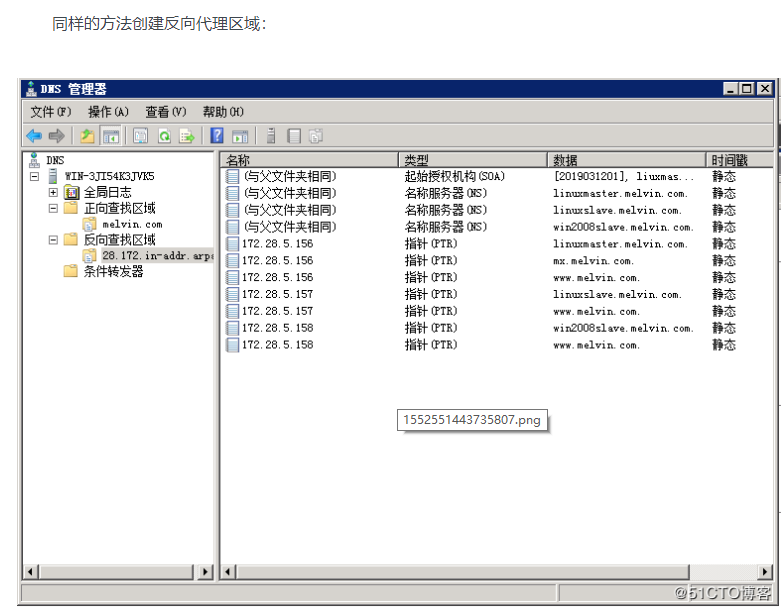 同样的方法创建反向代理区域：
DNS 管理器
文件(F) 操作(A) 查看(V) 帮助(H)
DNS
WIN-3JI54K3JVK5
全局日志
正向查找区域
melvin.com
反向查找区域
28.172.in-addr.arpa
条件转发器
名称 类型 数据 时间戳
(与父文件夹相同) 起始授权机构(SOA) [2019031201], liuxmas... 静态
(与父文件夹相同) 名称服务器(NS) linuxmaster.melvin.com. 静态
(与父文件夹相同) 名称服务器(NS) linuxslave.melvin.com. 静态
(与父文件夹相同) 名称服务器(NS) win2008slave.melvin.com. 静态
172.28.5.156 指针(PTR) linuxmaster.melvin.com. 静态
172.28.5.156 指针(PTR) mx.melvin.com. 静态
172.28.5.156 指针(PTR) www.melvin.com. 静态
172.28.5.157 指针(PTR) linuxslave.melvin.com. 静态
172.28.5.157 指针(PTR) www.melvin.com. 静态
172.28.5.158 指针(PTR) win2008slave.melvin.com. 静态
172.28.5.158 指针(PTR) www.melvin.com. 静态
1552551443735807.png
@51CTO博客